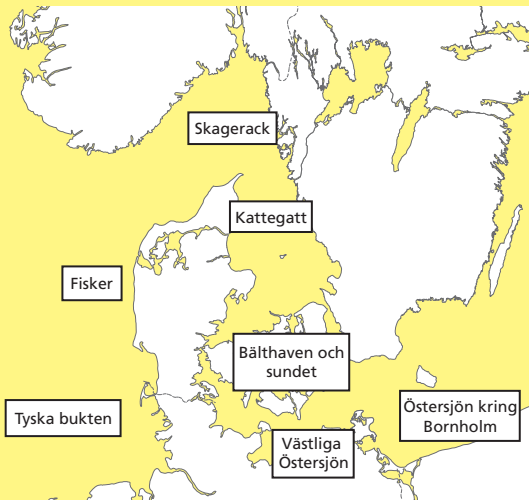 Skagerack
Kattegatt
Fisker
Bälthaven och
sundet
Tyska bukten
Östersjön kring
Bornholm
Västliga
Östersjön